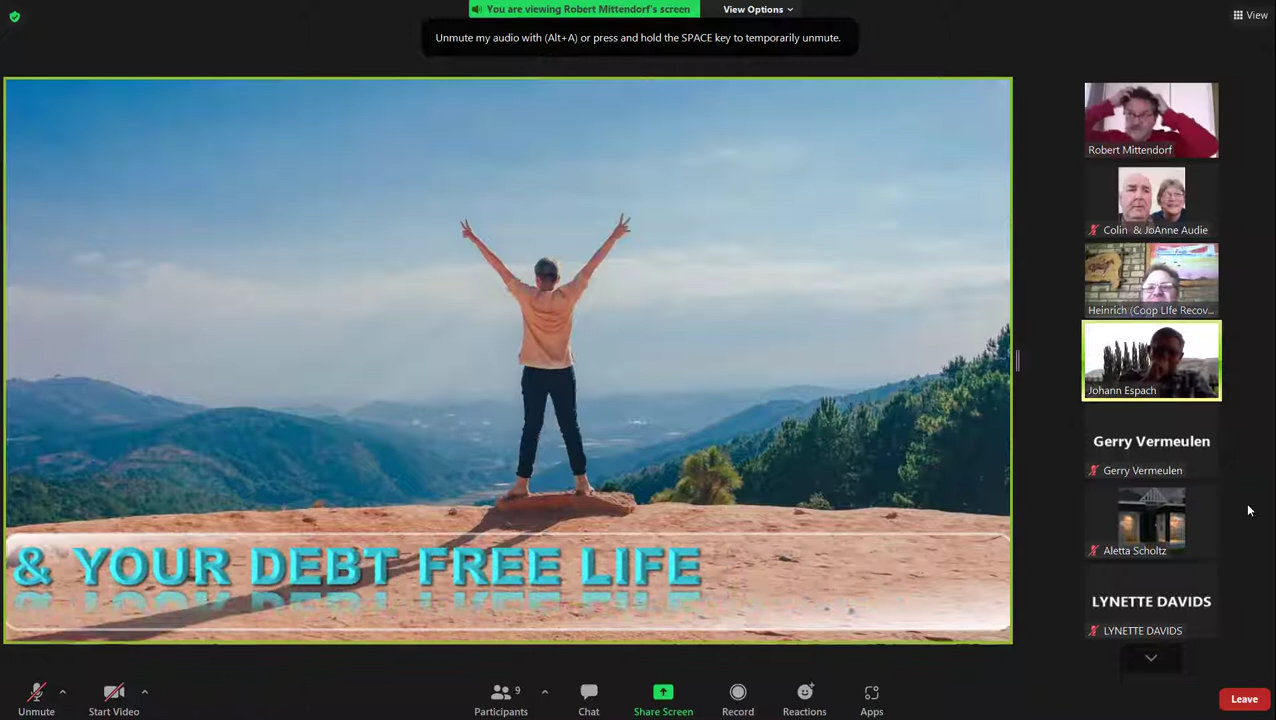 You are viewing Robert Mittendorf's screen
View Options
View
Unmute my audio with (Alt+A) or press and hold the SPACE key to temporarily unmute.
Robert Mittendorf
Colin & JoAnne Audie
Heinrich (Coop LIfe Recov...
Johann Espach
Gerry Vermeulen
Gerry Vermeulen
Aletta Scholtz
LYNETTE DAVIDS
LYNETTE DAVIDS
& YOUR DEBT FREE LIFE
Unmute
Start Video
9
Participants
Chat
Share Screen
Record
Reactions
Apps
Leave